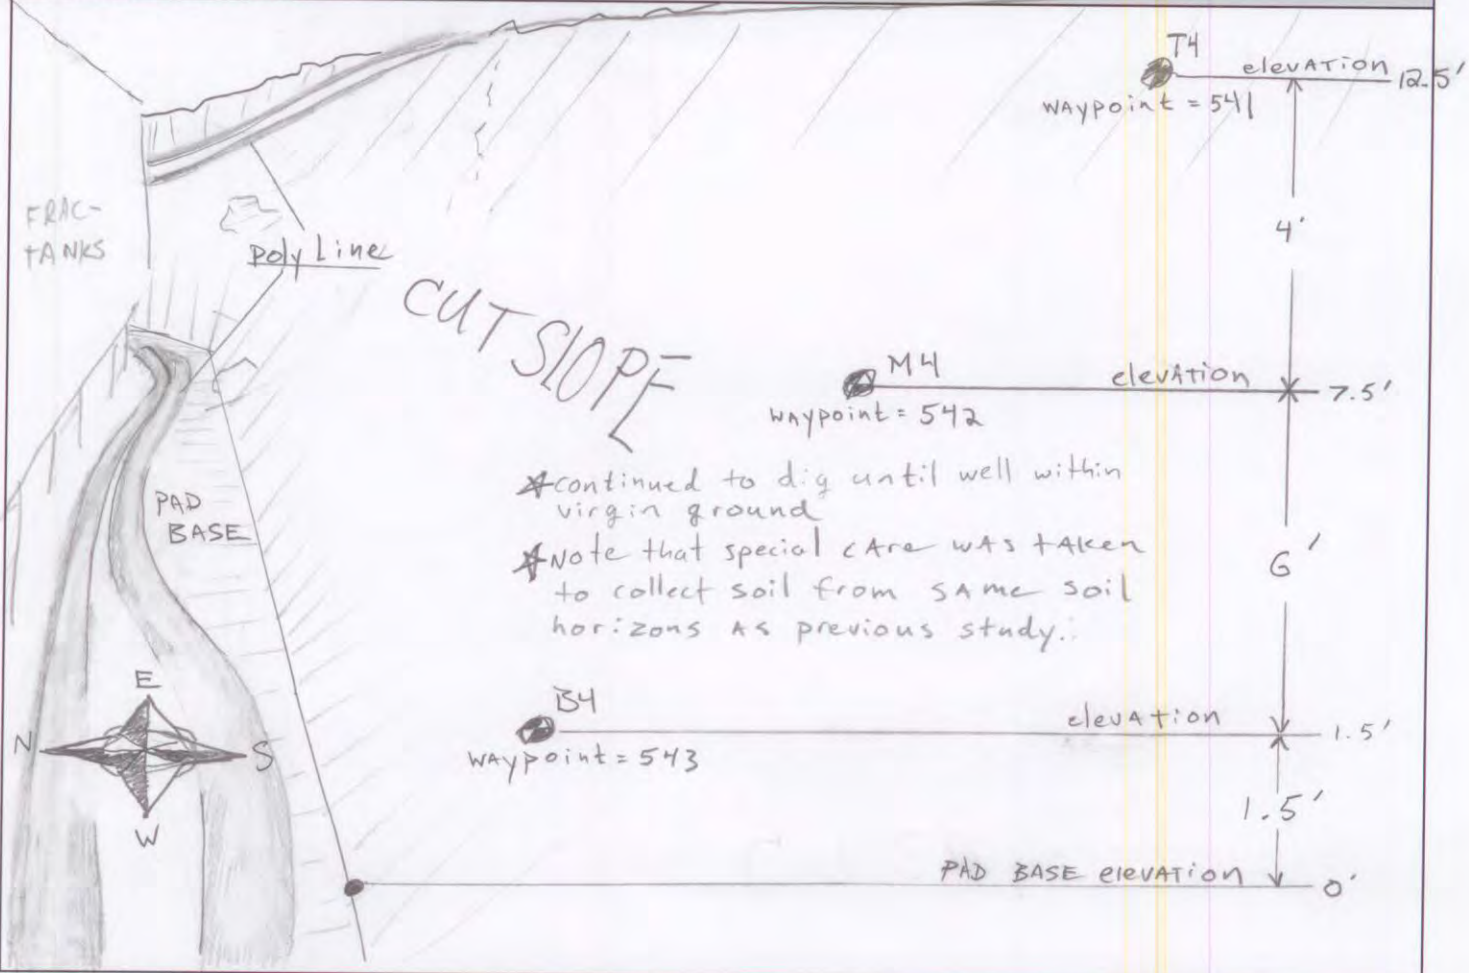 T4
elevATion 12.5'
waypoint = 541
4'
FRAC-
tANKS
Poly Line
CUT SLOPE
M4
elevAtion 7.5'
waypoint = 542
*continued to dig until well within
virgin ground
*Note that special cAre wAs tAken
to collect soil from sAme soil
horizons As previous study.
PAD
BASE
6'
B4
elevAtion 1.5'
waypoint = 543
E
N S
W
1.5'
PAD BASE elevATion 0'